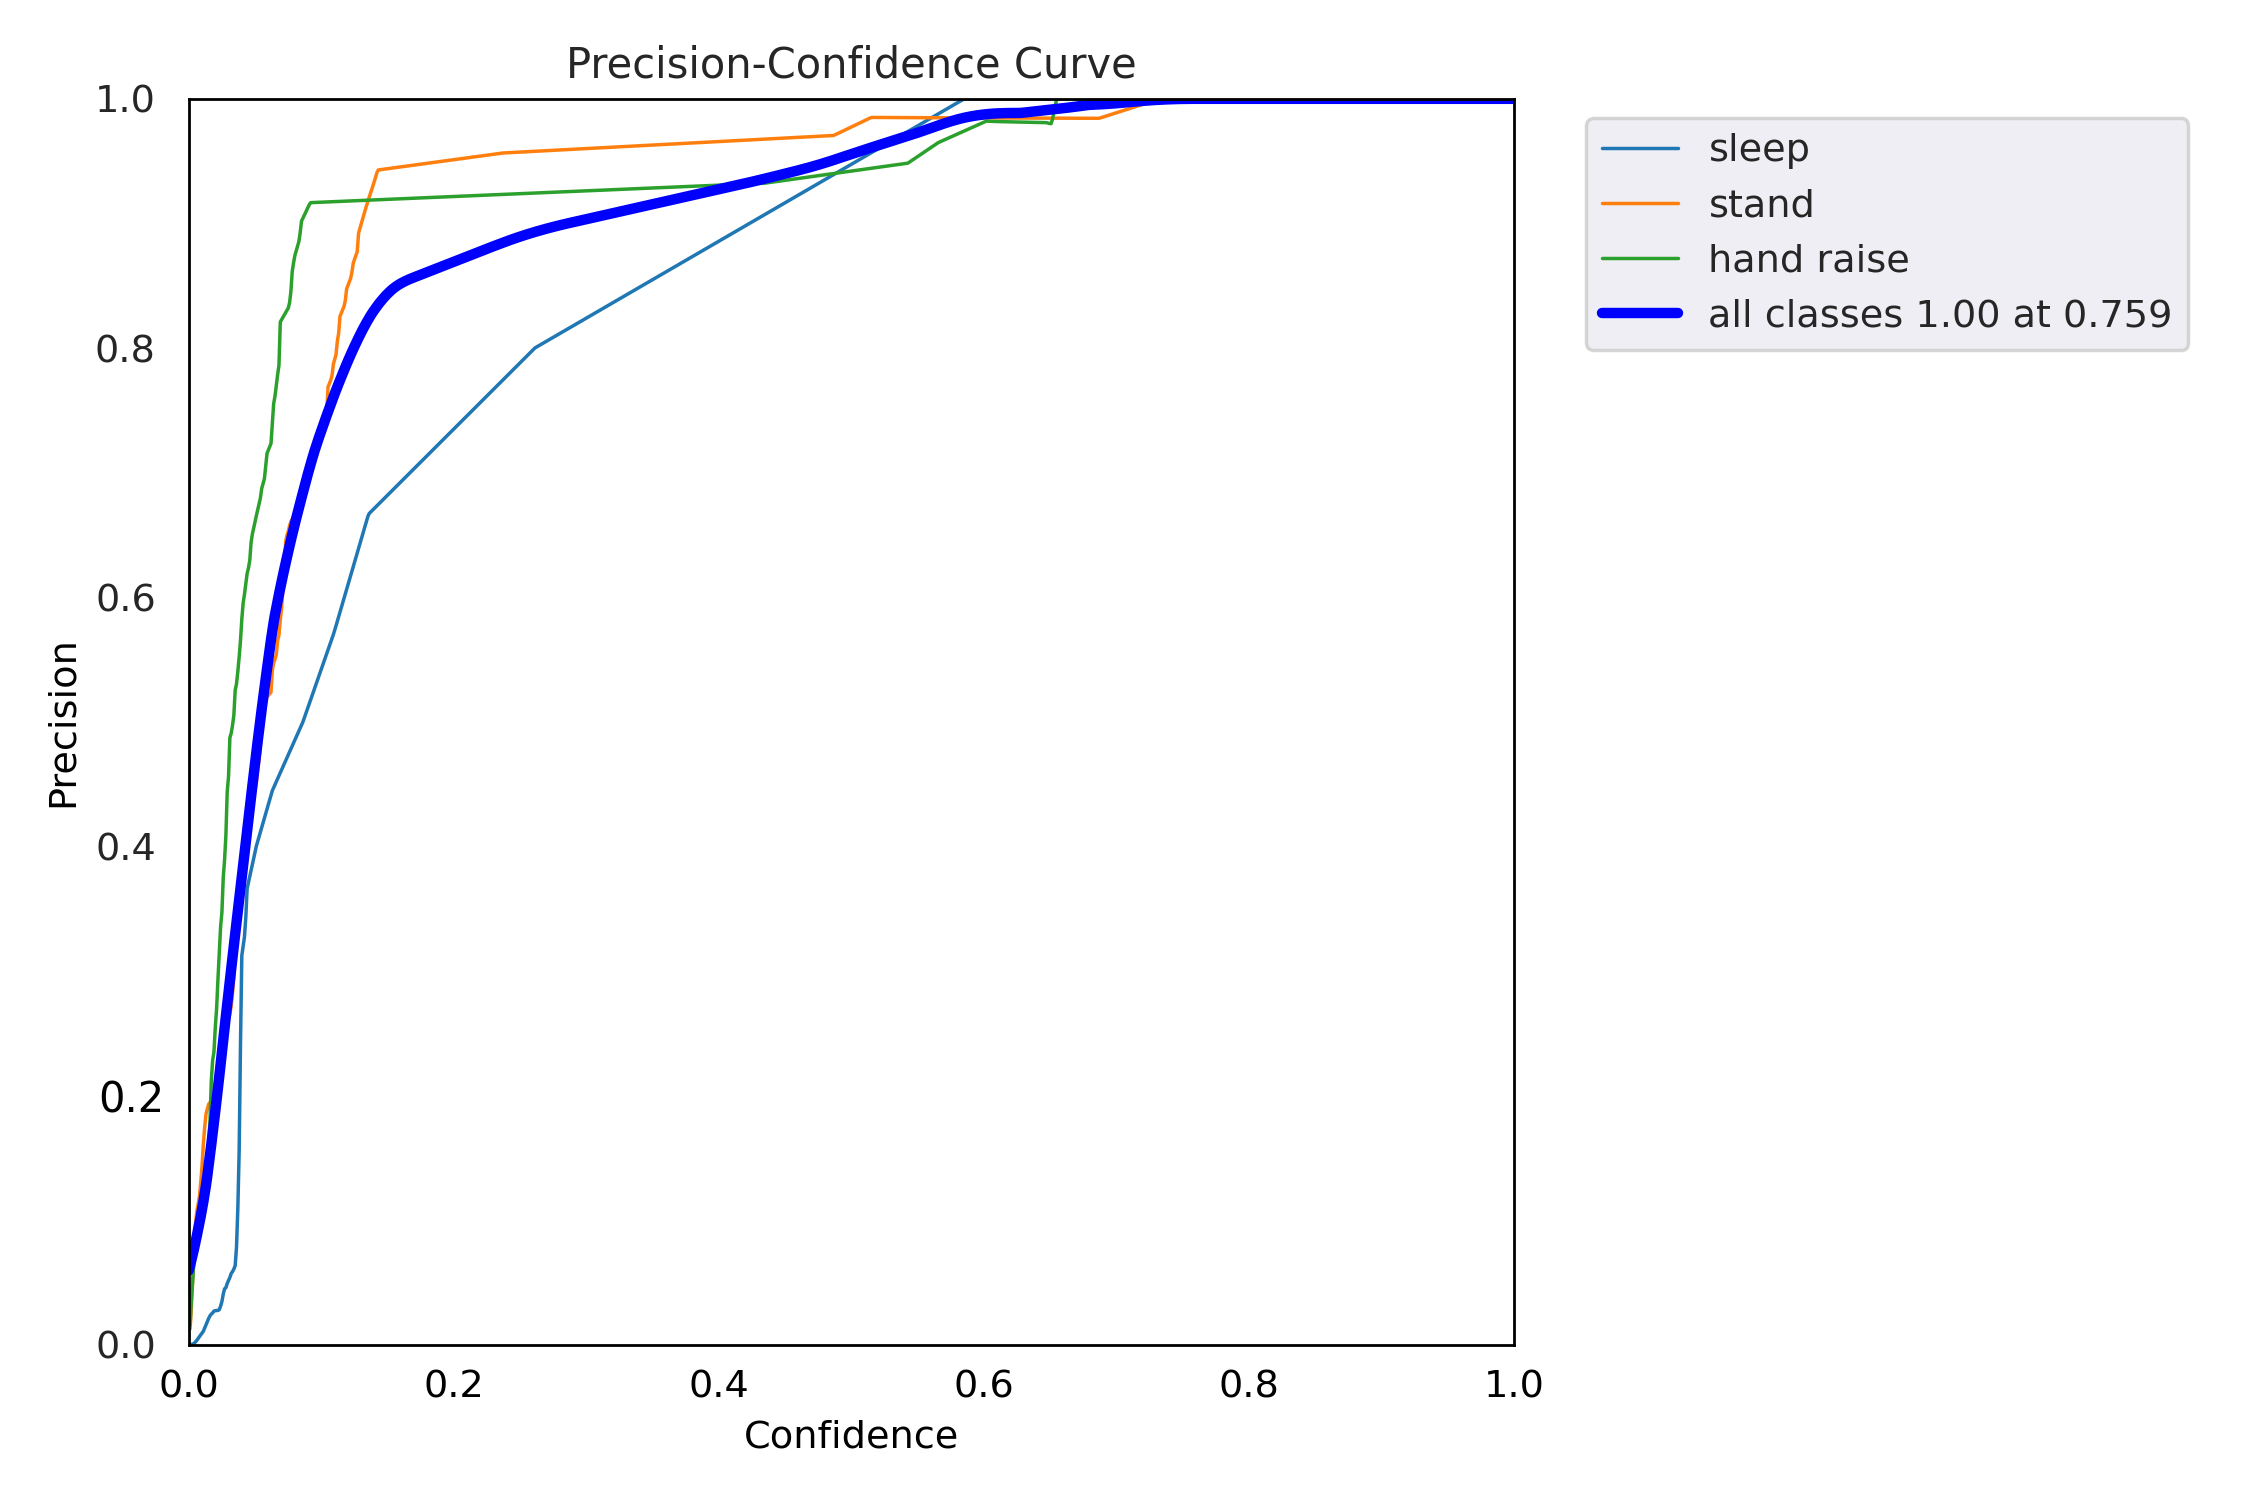 Precision-Confidence Curve
1.0
0.8
0.6
0.4
0.2
0.0
Precision
0.0 0.2 0.4 0.6 0.8 1.0
Confidence
sleep
stand
hand raise
all classes 1.00 at 0.759